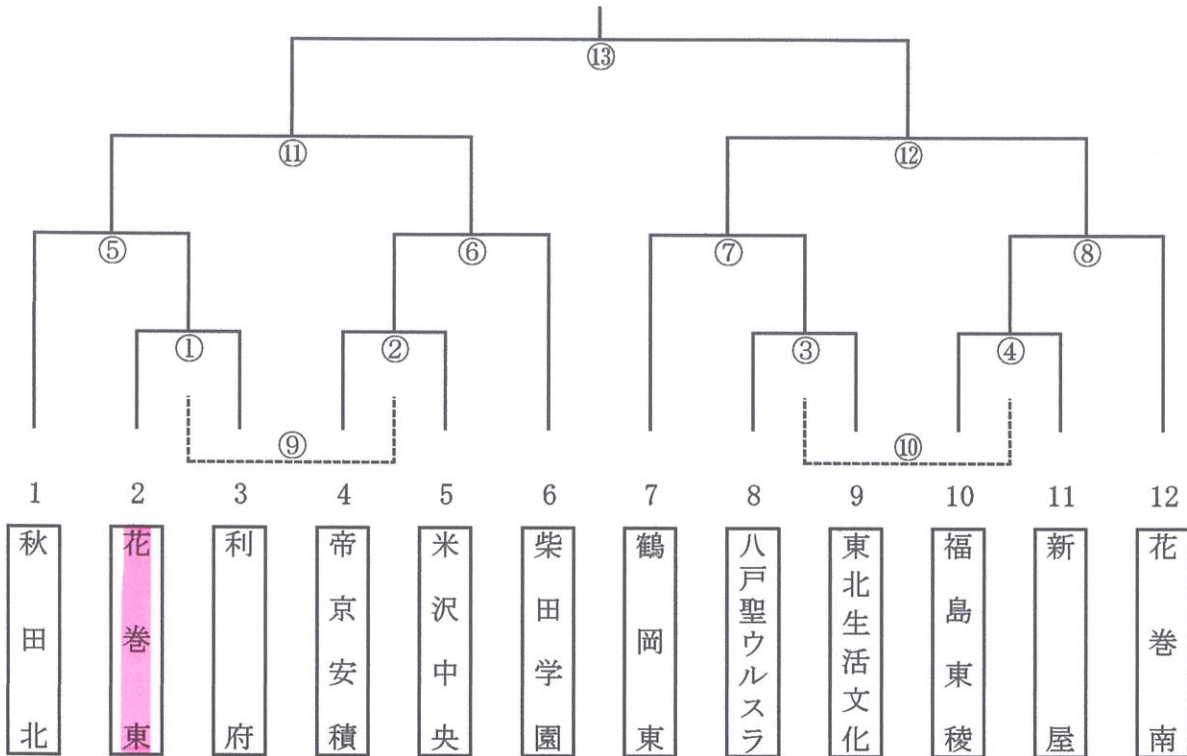 ⑬
⑪
⑫
⑤
⑥
⑦
⑧
①
②
③
④
⑨
⑩
1 2 3 4 5 6 7 8 9 10 11 12
秋田北
花巻東
利府
帝京安積
米沢中央
柴田学園
鶴岡東
八戸聖ウルスラ
東北生活文化
福島東稜
新屋
花巻南